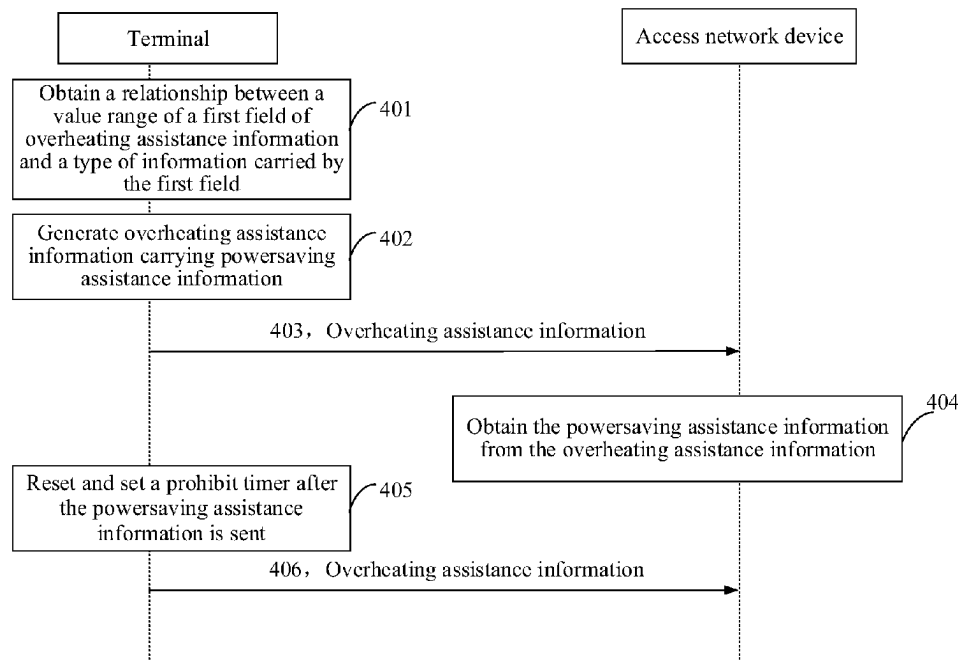 Terminal
Access network device
Obtain a relationship between a
value range of a first field of
overheating assistance information
and a type of information carried by
the first field
401
Generate overheating assistance
information carrying powersaving
assistance information
402
403, Overheating assistance information
404
Obtain the powersaving assistance information
from the overheating assistance information
Reset and set a prohibit timer after
the powersaving assistance
information is sent
405
406, Overheating assistance information